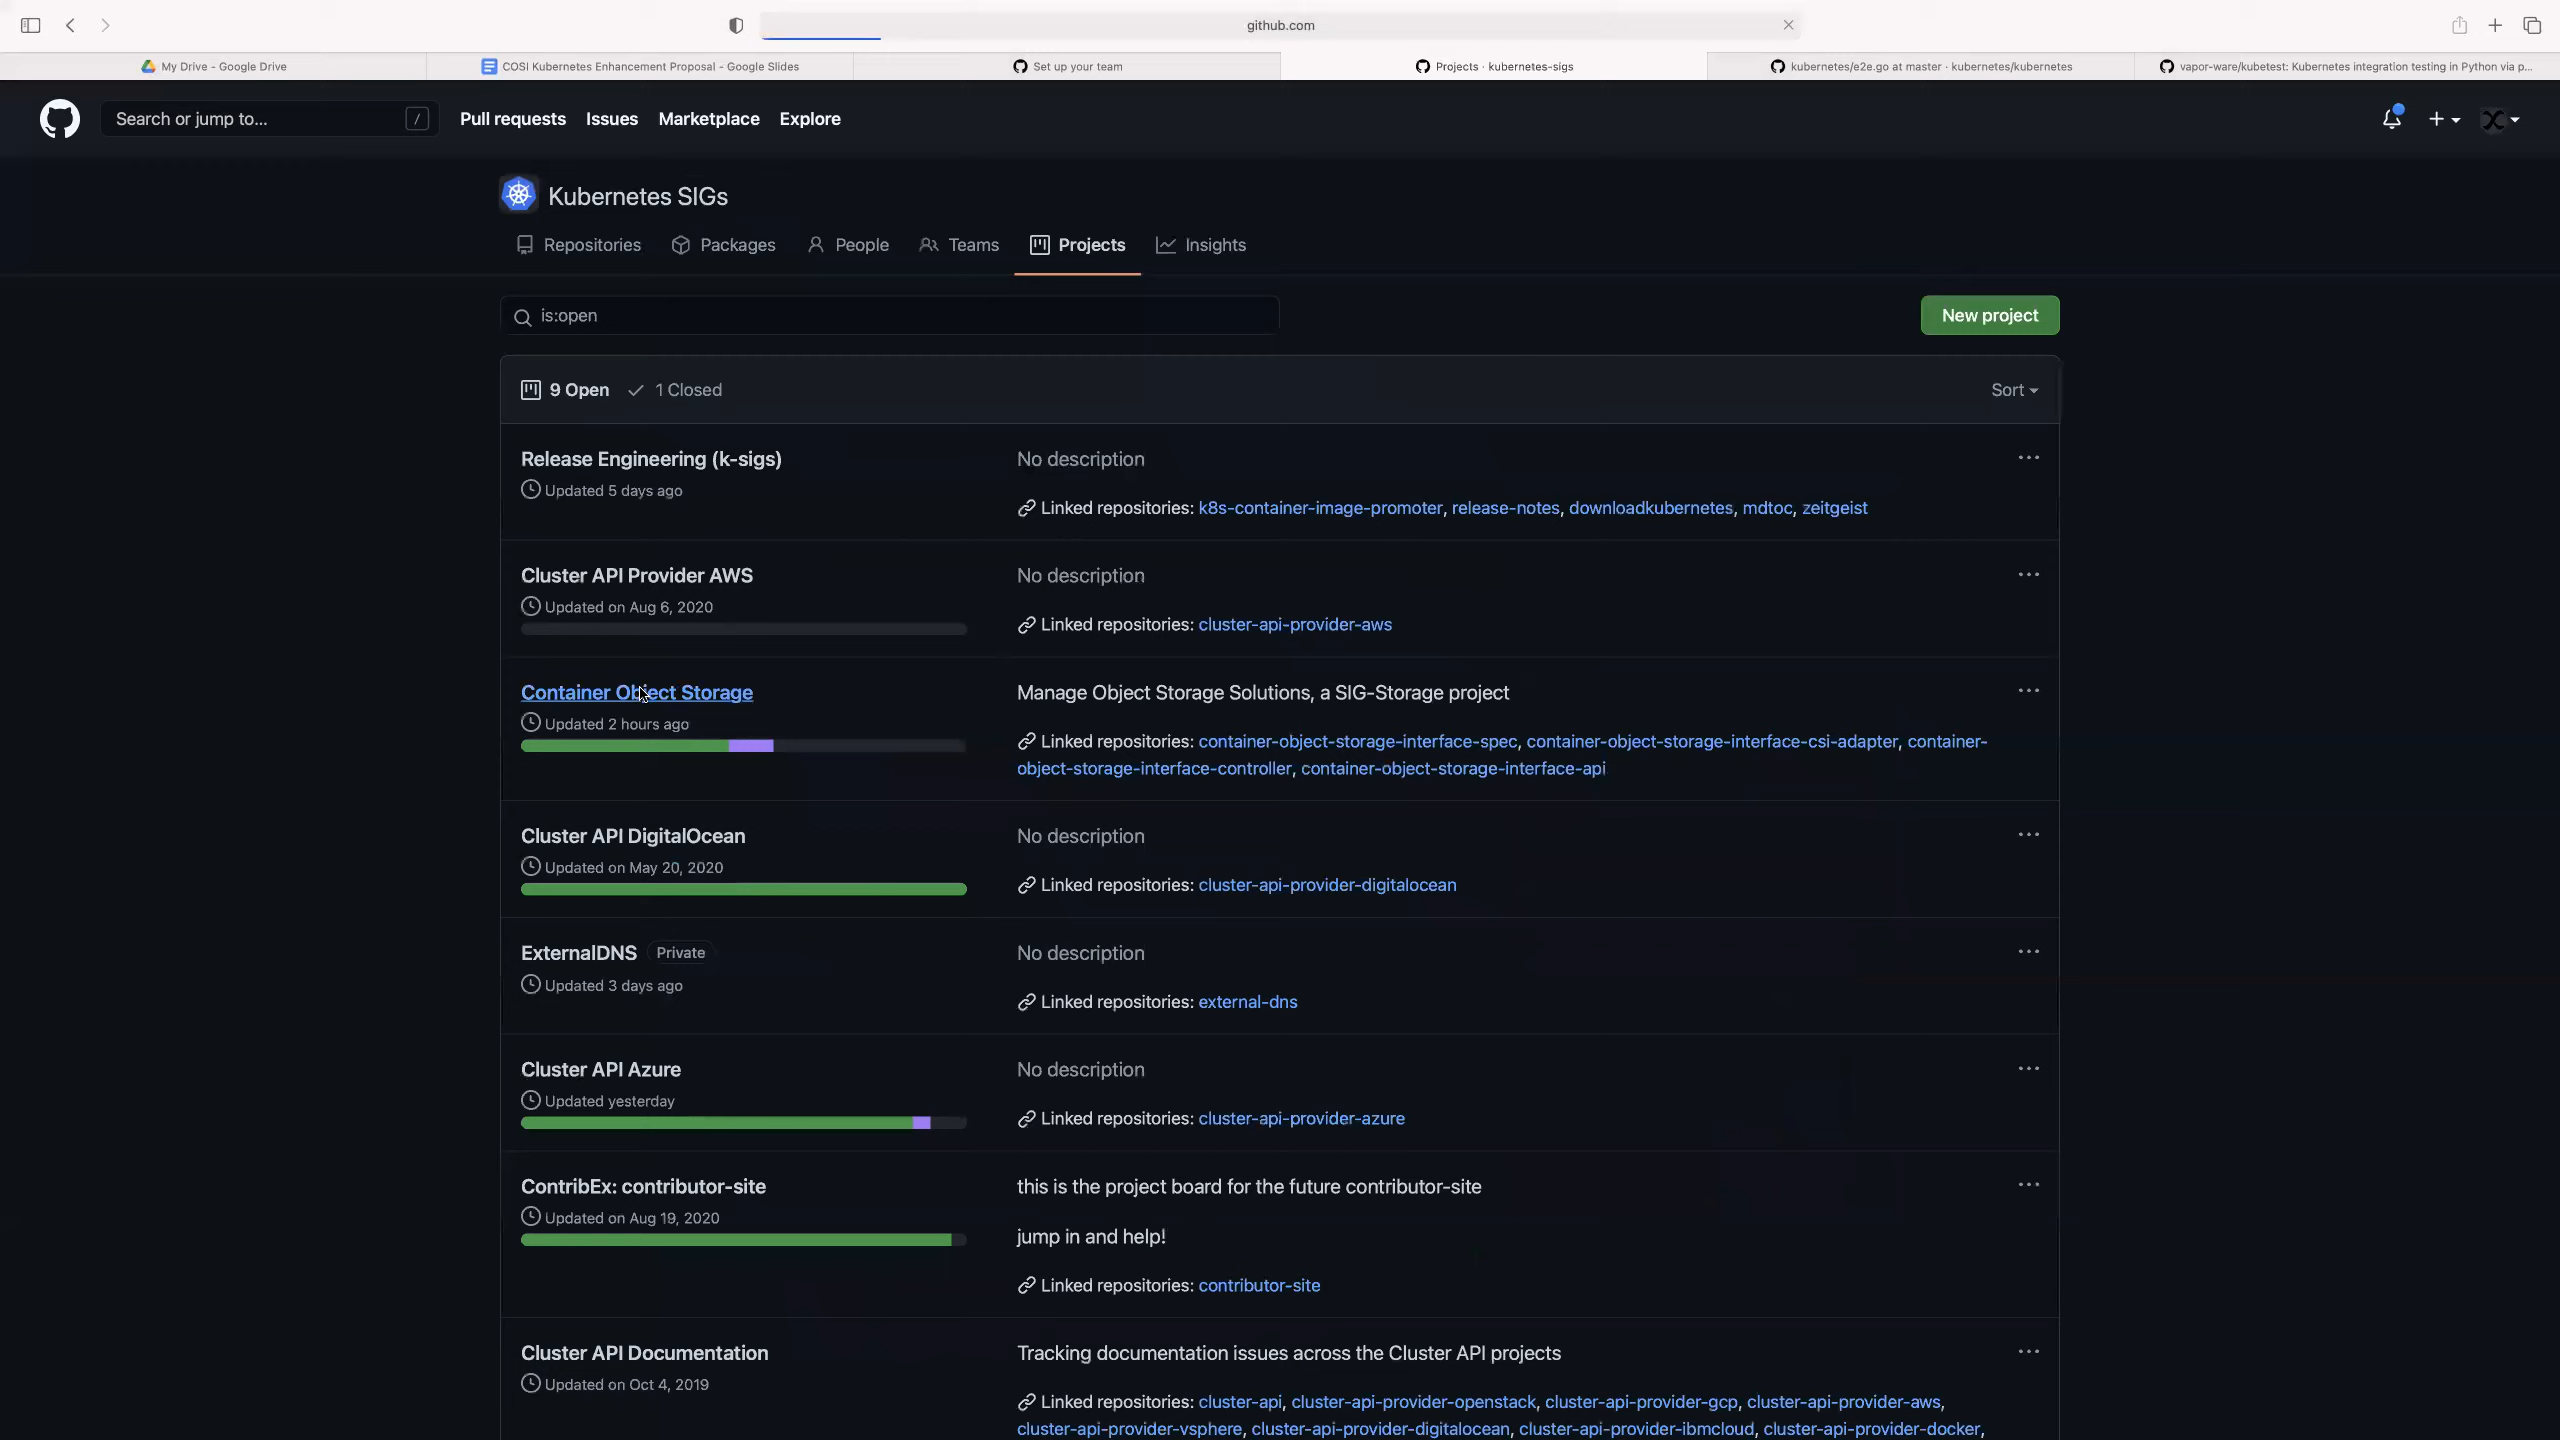 github.com
My Drive - Google Drive
COSI Kubernetes Enhancement Proposal - Google Slides
Set up your team
Projects · kubernetes-sigs
kubernetes/e2e.go at master · kubernetes/kubernetes
vapor-ware/kubetest: Kubernetes integration testing in Python via p...
Search or jump to...
/
Pull requests
Issues
Marketplace
Explore
Kubernetes SIGs
Repositories
Packages
People
Teams
Projects
Insights
is:open
New project
9 Open
1 Closed
Sort
Release Engineering (k-sigs)
Updated 5 days ago
No description
Linked repositories: k8s-container-image-promoter, release-notes, downloadkubernetes, mdtoc, zeitgeist
Cluster API Provider AWS
Updated on Aug 6, 2020
No description
Linked repositories: cluster-api-provider-aws
Container Object Storage
Updated 2 hours ago
Manage Object Storage Solutions, a SIG-Storage project
Linked repositories: container-object-storage-interface-spec, container-object-storage-interface-csi-adapter, container-
object-storage-interface-controller, container-object-storage-interface-api
Cluster API DigitalOcean
Updated on May 20, 2020
No description
Linked repositories: cluster-api-provider-digitalocean
ExternalDNS
Private
Updated 3 days ago
No description
Linked repositories: external-dns
Cluster API Azure
Updated yesterday
No description
Linked repositories: cluster-api-provider-azure
ContribEx: contributor-site
Updated on Aug 19, 2020
this is the project board for the future contributor-site
jump in and help!
Linked repositories: contributor-site
Cluster API Documentation
Updated on Oct 4, 2019
Tracking documentation issues across the Cluster API projects
Linked repositories: cluster-api, cluster-api-provider-openstack, cluster-api-provider-gcp, cluster-api-provider-aws,
cluster-api-provider-vsphere, cluster-api-provider-digitalocean, cluster-api-provider-ibmcloud, cluster-api-provider-docker,